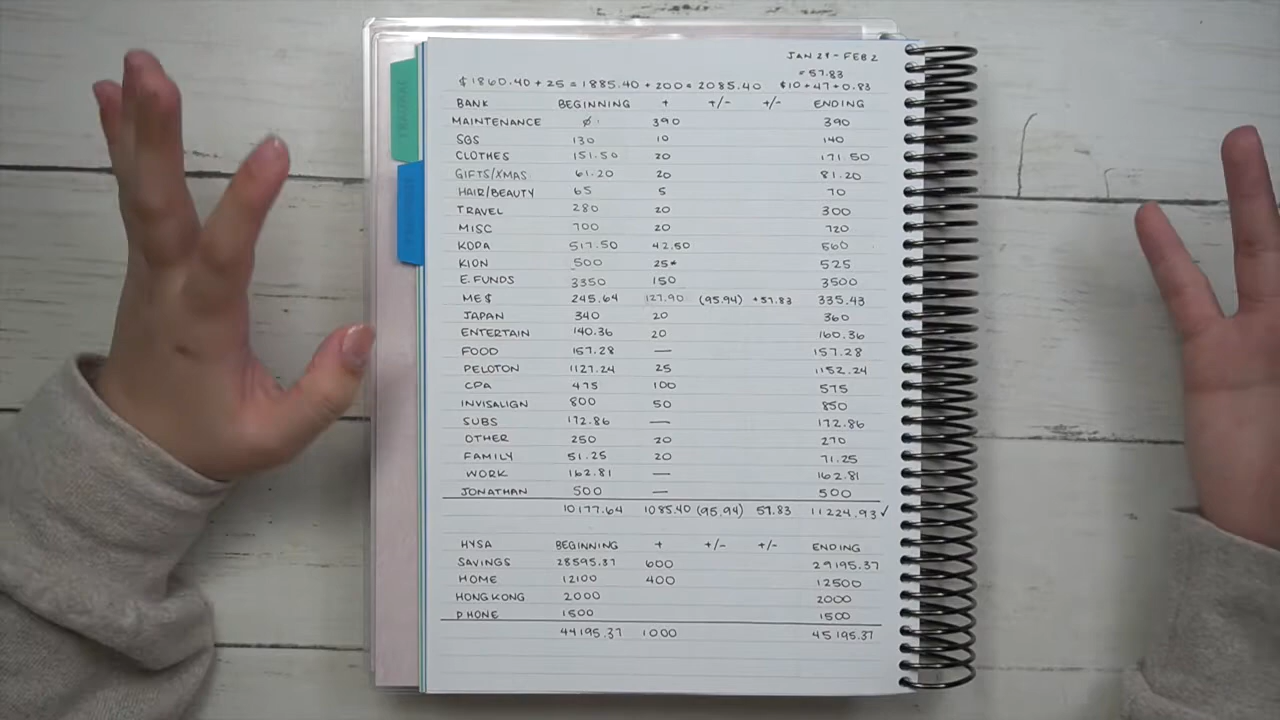 JAN 27 - FEB 2
= 57.83
$1860.40 + 25 = 1885.40 + 200 = 2085.40 $10 + 47 + 0.83
BANK BEGINNING + +/- +/- ENDING
MAINTENANCE ∅ 390 390
SGS 130 10 140
CLOTHES 151.50 20 171.50
GIFTS/XMAS 61.20 20 81.20
HAIR/BEAUTY 65 5 70
TRAVEL 280 20 300
MISC 700 20 720
KODA 517.50 42.50 560
KION 500 25* 525
E.FUNDS 3350 150 3500
ME$ 245.64 127.90 (95.94) +57.83 335.43
JAPAN 340 20 360
ENTERTAIN 140.36 20 160.36
FOOD 157.28 — 157.28
PELOTON 1127.24 25 1152.24
CPA 475 100 575
INVISALIGN 800 50 850
SUBS 172.86 — 172.86
OTHER 250 20 270
FAMILY 51.25 20 71.25
WORK 162.81 — 162.81
JONATHAN 500 — 500
10177.64 1085.40 (95.94) 57.83 11224.93 ✓
HYSA BEGINNING + +/- +/- ENDING
SAVINGS 28595.37 600 29195.37
HOME 12100 400 12500
HONG KONG 2000 2000
PHONE 1500 1500
44195.37 1000 45195.37